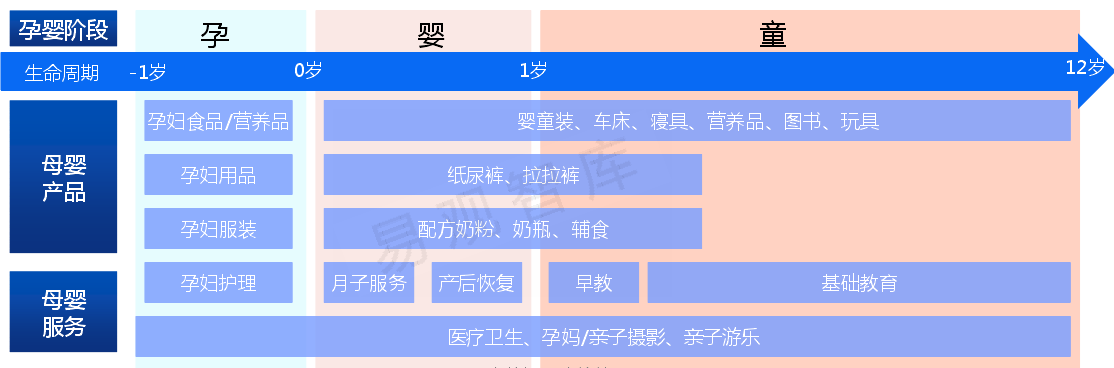 孕婴阶段
孕
婴
童
生命周期
-1岁
0岁
1岁
12岁
母婴
产品
孕妇食品/营养品
婴童装、车床、寝具、营养品、图书、玩具
孕妇用品
纸尿裤、拉拉裤
孕妇服装
配方奶粉、奶瓶、辅食
易观智库
母婴
服务
孕妇护理
月子服务
产后恢复
早教
基础教育
医疗卫生、孕妈/亲子摄影、亲子游乐